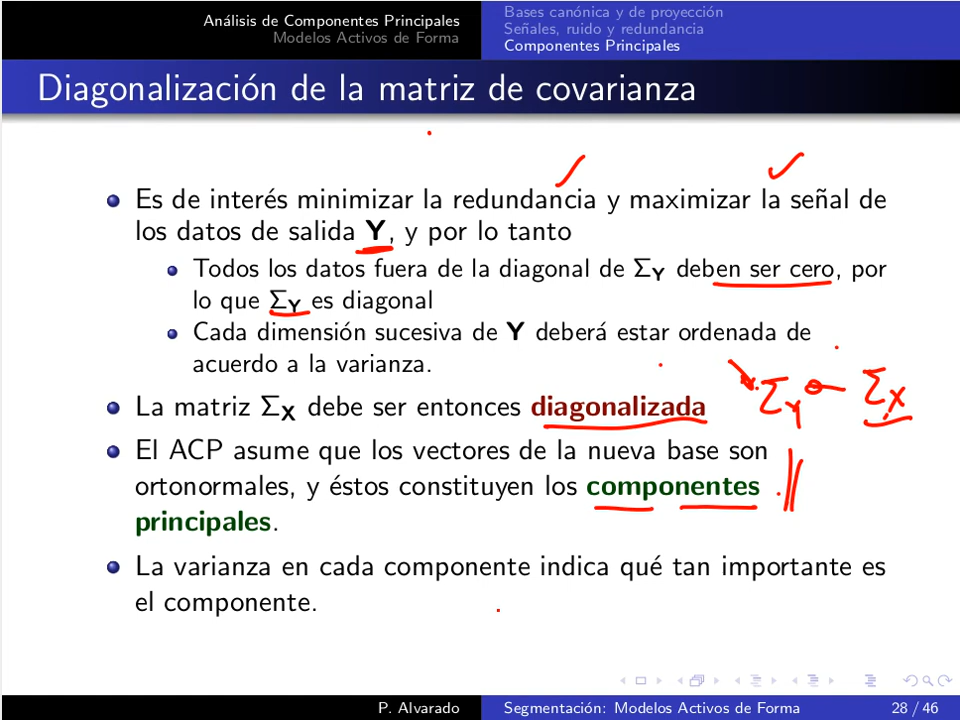 Análisis de Componentes Principales
Modelos Activos de Forma
Bases canónica y de proyección
Señales, ruido y redundancia
Componentes Principales
Diagonalización de la matriz de covarianza
Es de interés minimizar la redundancia y maximizar la señal de
los datos de salida Y, y por lo tanto
Todos los datos fuera de la diagonal de Σ_Y deben ser cero, por
lo que Σ_Y es diagonal
Cada dimensión sucesiva de Y deberá estar ordenada de
acuerdo a la varianza.
Σ_Y Σ_X
La matriz Σ_X debe ser entonces diagonalizada
El ACP asume que los vectores de la nueva base son
ortonormales, y éstos constituyen los componentes
principales.
La varianza en cada componente indica qué tan importante es
el componente.
P. Alvarado
Segmentación: Modelos Activos de Forma
28 / 46